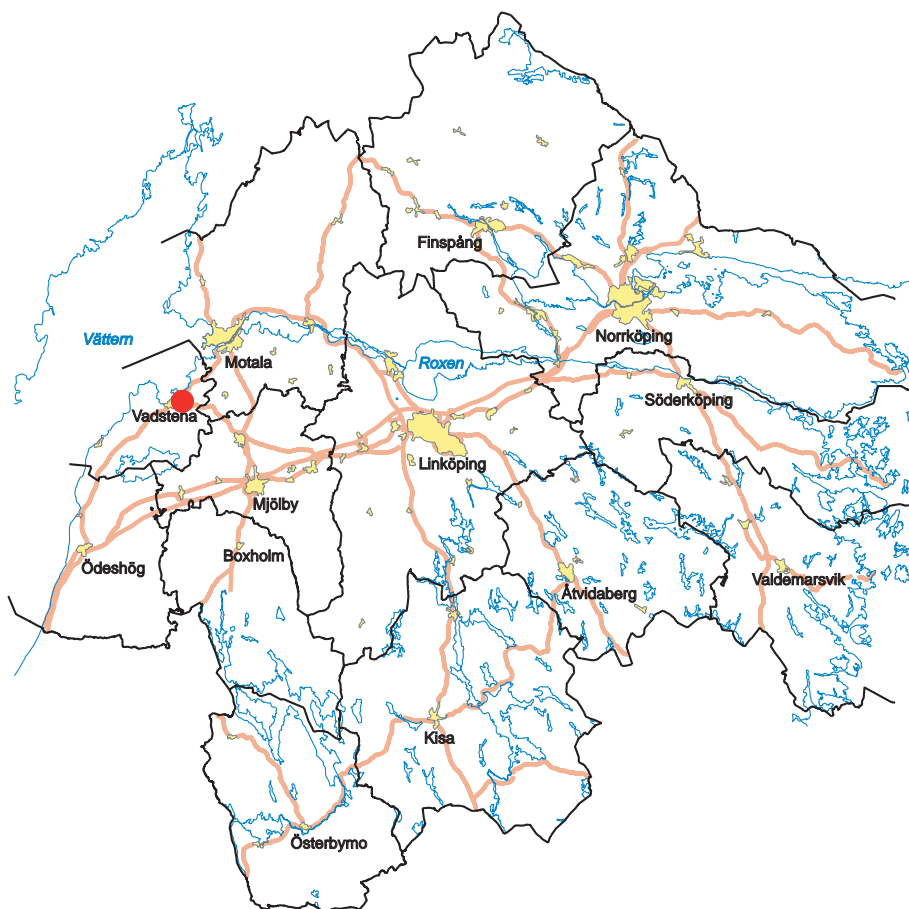 Finspång
Norrköping
Vättern
Motala
Roxen
Söderköping
Vadstena
Linköping
Mjölby
Boxholm
Ödeshög
Valdemarsvik
Åtvidaberg
Kisa
Österbymo